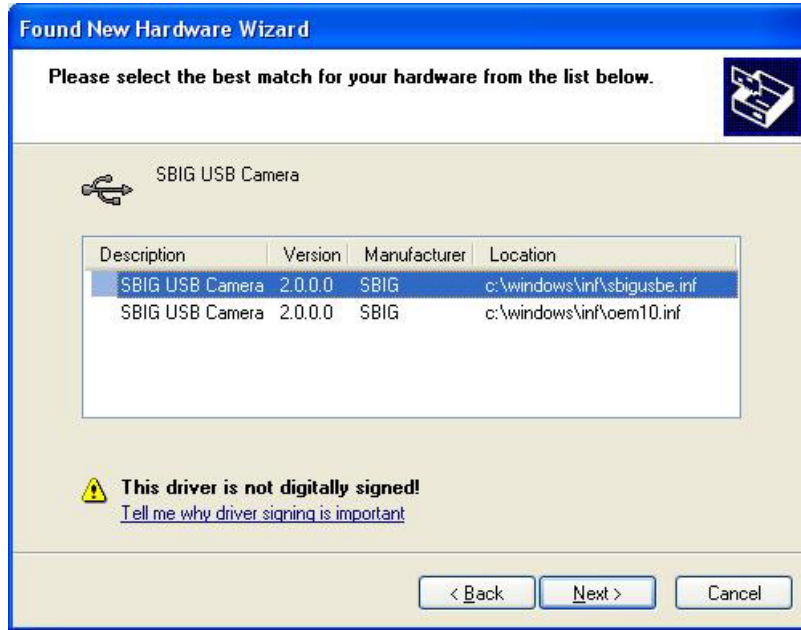 Found New Hardware Wizard
Please select the best match for your hardware from the list below.
SBIG USB Camera
Description Version Manufacturer Location
SBIG USB Camera 2.0.0.0 SBIG c:\windows\inf\sbigusbe.inf
SBIG USB Camera 2.0.0.0 SBIG c:\windows\inf\oem10.inf
This driver is not digitally signed!
Tell me why driver signing is important
< Back Next > Cancel